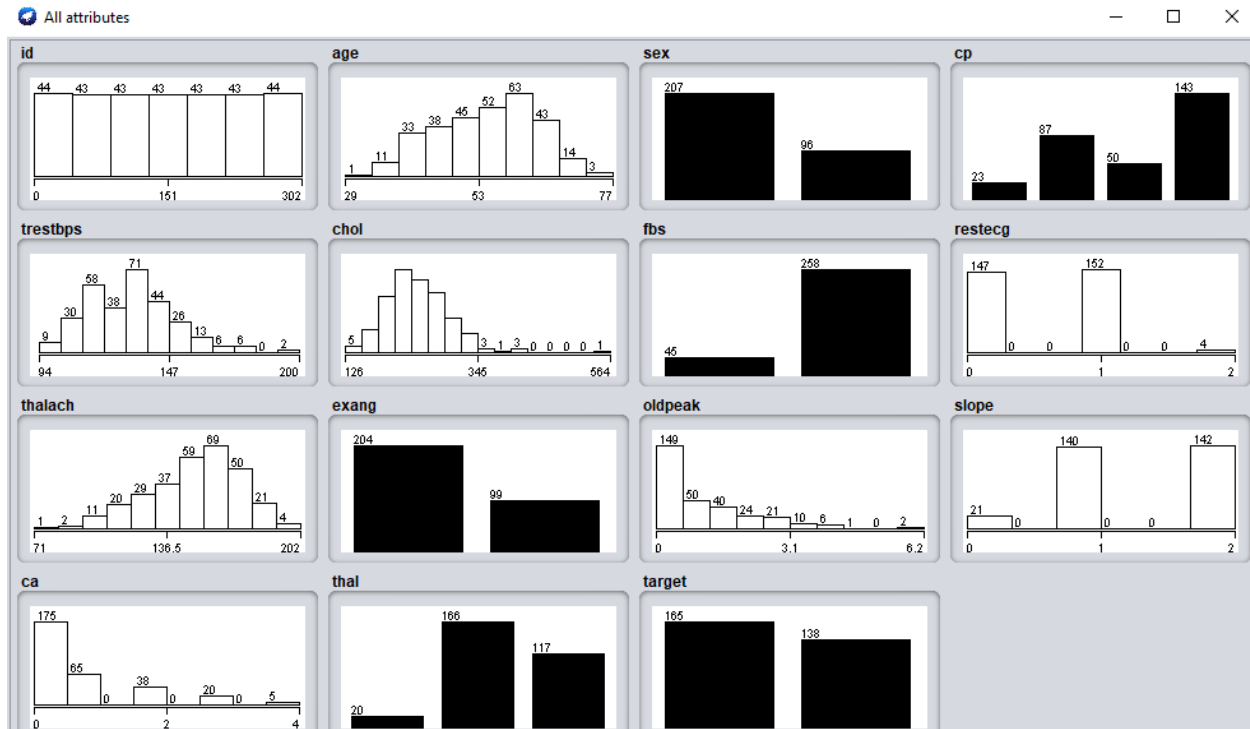 All attributes
id age sex cp
44 43 43 43 43 43 44
0 151 302
1 11 33 38 45 52 63 43 14 3
29 53 77
207 96
23 87 50 143
trestbps chol fbs restecg
9 30 58 38 71 44 26 13 6 6 0 2
94 147 200
5 3 1 3 0 0 0 0 1
126 345 564
45 258
147 0 0 152 0 0 4
0 1 2
thalach exang oldpeak slope
1 2 11 20 29 37 59 69 50 21 4
71 136.5 202
204 99
149 50 40 24 21 10 6 1 0 2
0 3.1 6.2
21 0 140 0 0 142
0 1 2
ca thal target
175 65 0 38 0 20 0 5
0 2 4
20 166 117
165 138